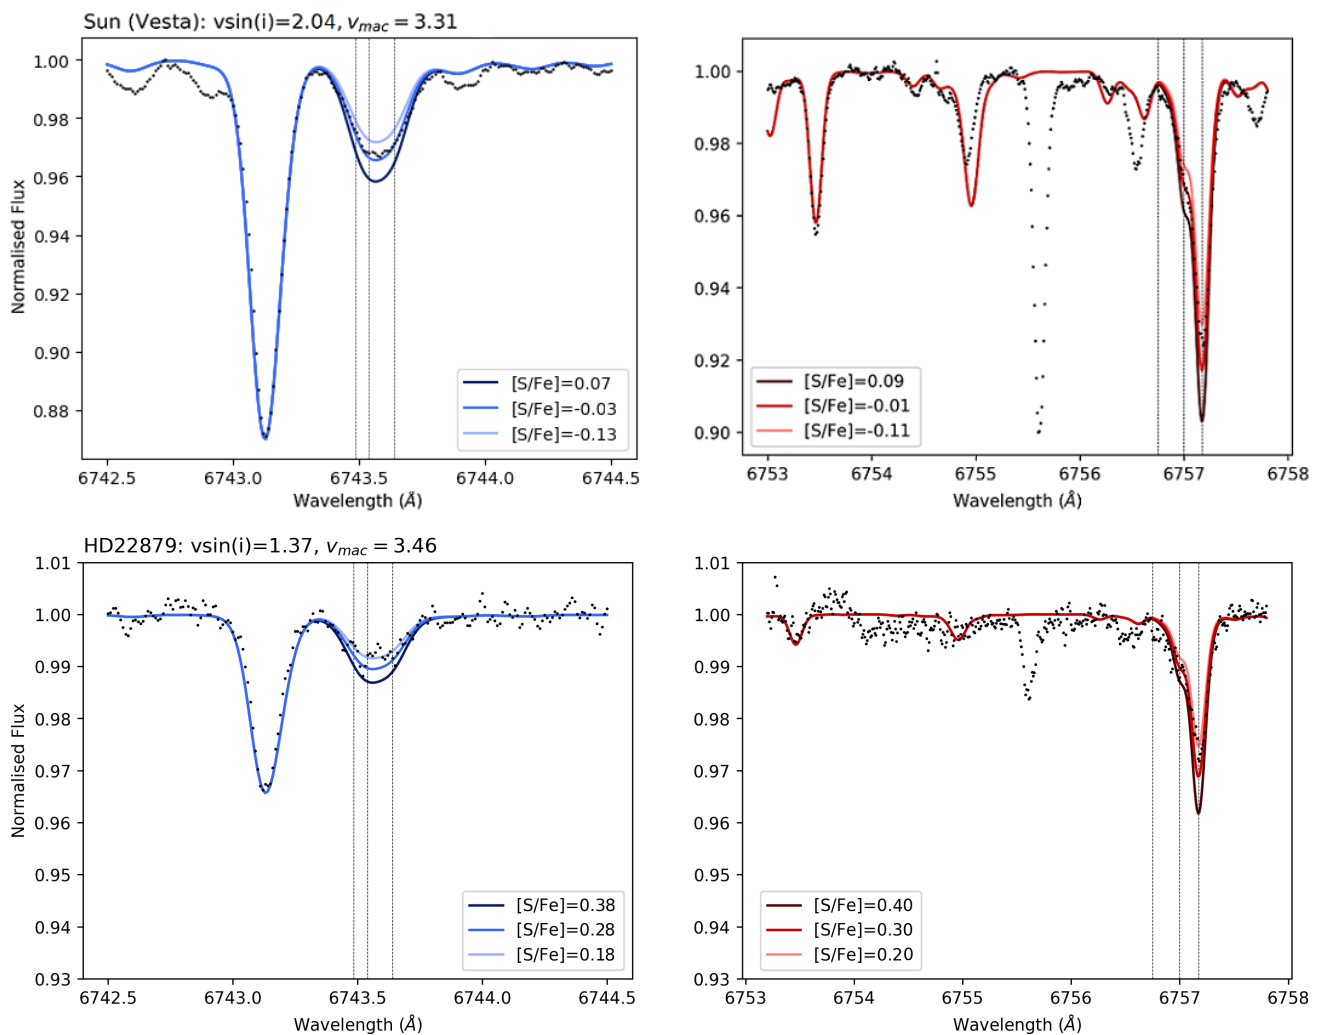 Sun (Vesta): vsin(i)=2.04, vmac = 3.31
1.00
0.98
0.96
0.94
0.92
0.90
0.88
Normalised Flux
[S/Fe]=0.07
[S/Fe]=-0.03
[S/Fe]=-0.13
6742.5 6743.0 6743.5 6744.0 6744.5
Wavelength (Å)
1.00
0.98
0.96
0.94
0.92
0.90
[S/Fe]=0.09
[S/Fe]=-0.01
[S/Fe]=-0.11
6753 6754 6755 6756 6757 6758
Wavelength (Å)
HD22879: vsin(i)=1.37, vmac = 3.46
1.01
1.00
0.99
0.98
0.97
0.96
0.95
0.94
0.93
Normalised Flux
[S/Fe]=0.38
[S/Fe]=0.28
[S/Fe]=0.18
6742.5 6743.0 6743.5 6744.0 6744.5
Wavelength (Å)
1.01
1.00
0.99
0.98
0.97
0.96
0.95
0.94
0.93
[S/Fe]=0.40
[S/Fe]=0.30
[S/Fe]=0.20
6753 6754 6755 6756 6757 6758
Wavelength (Å)